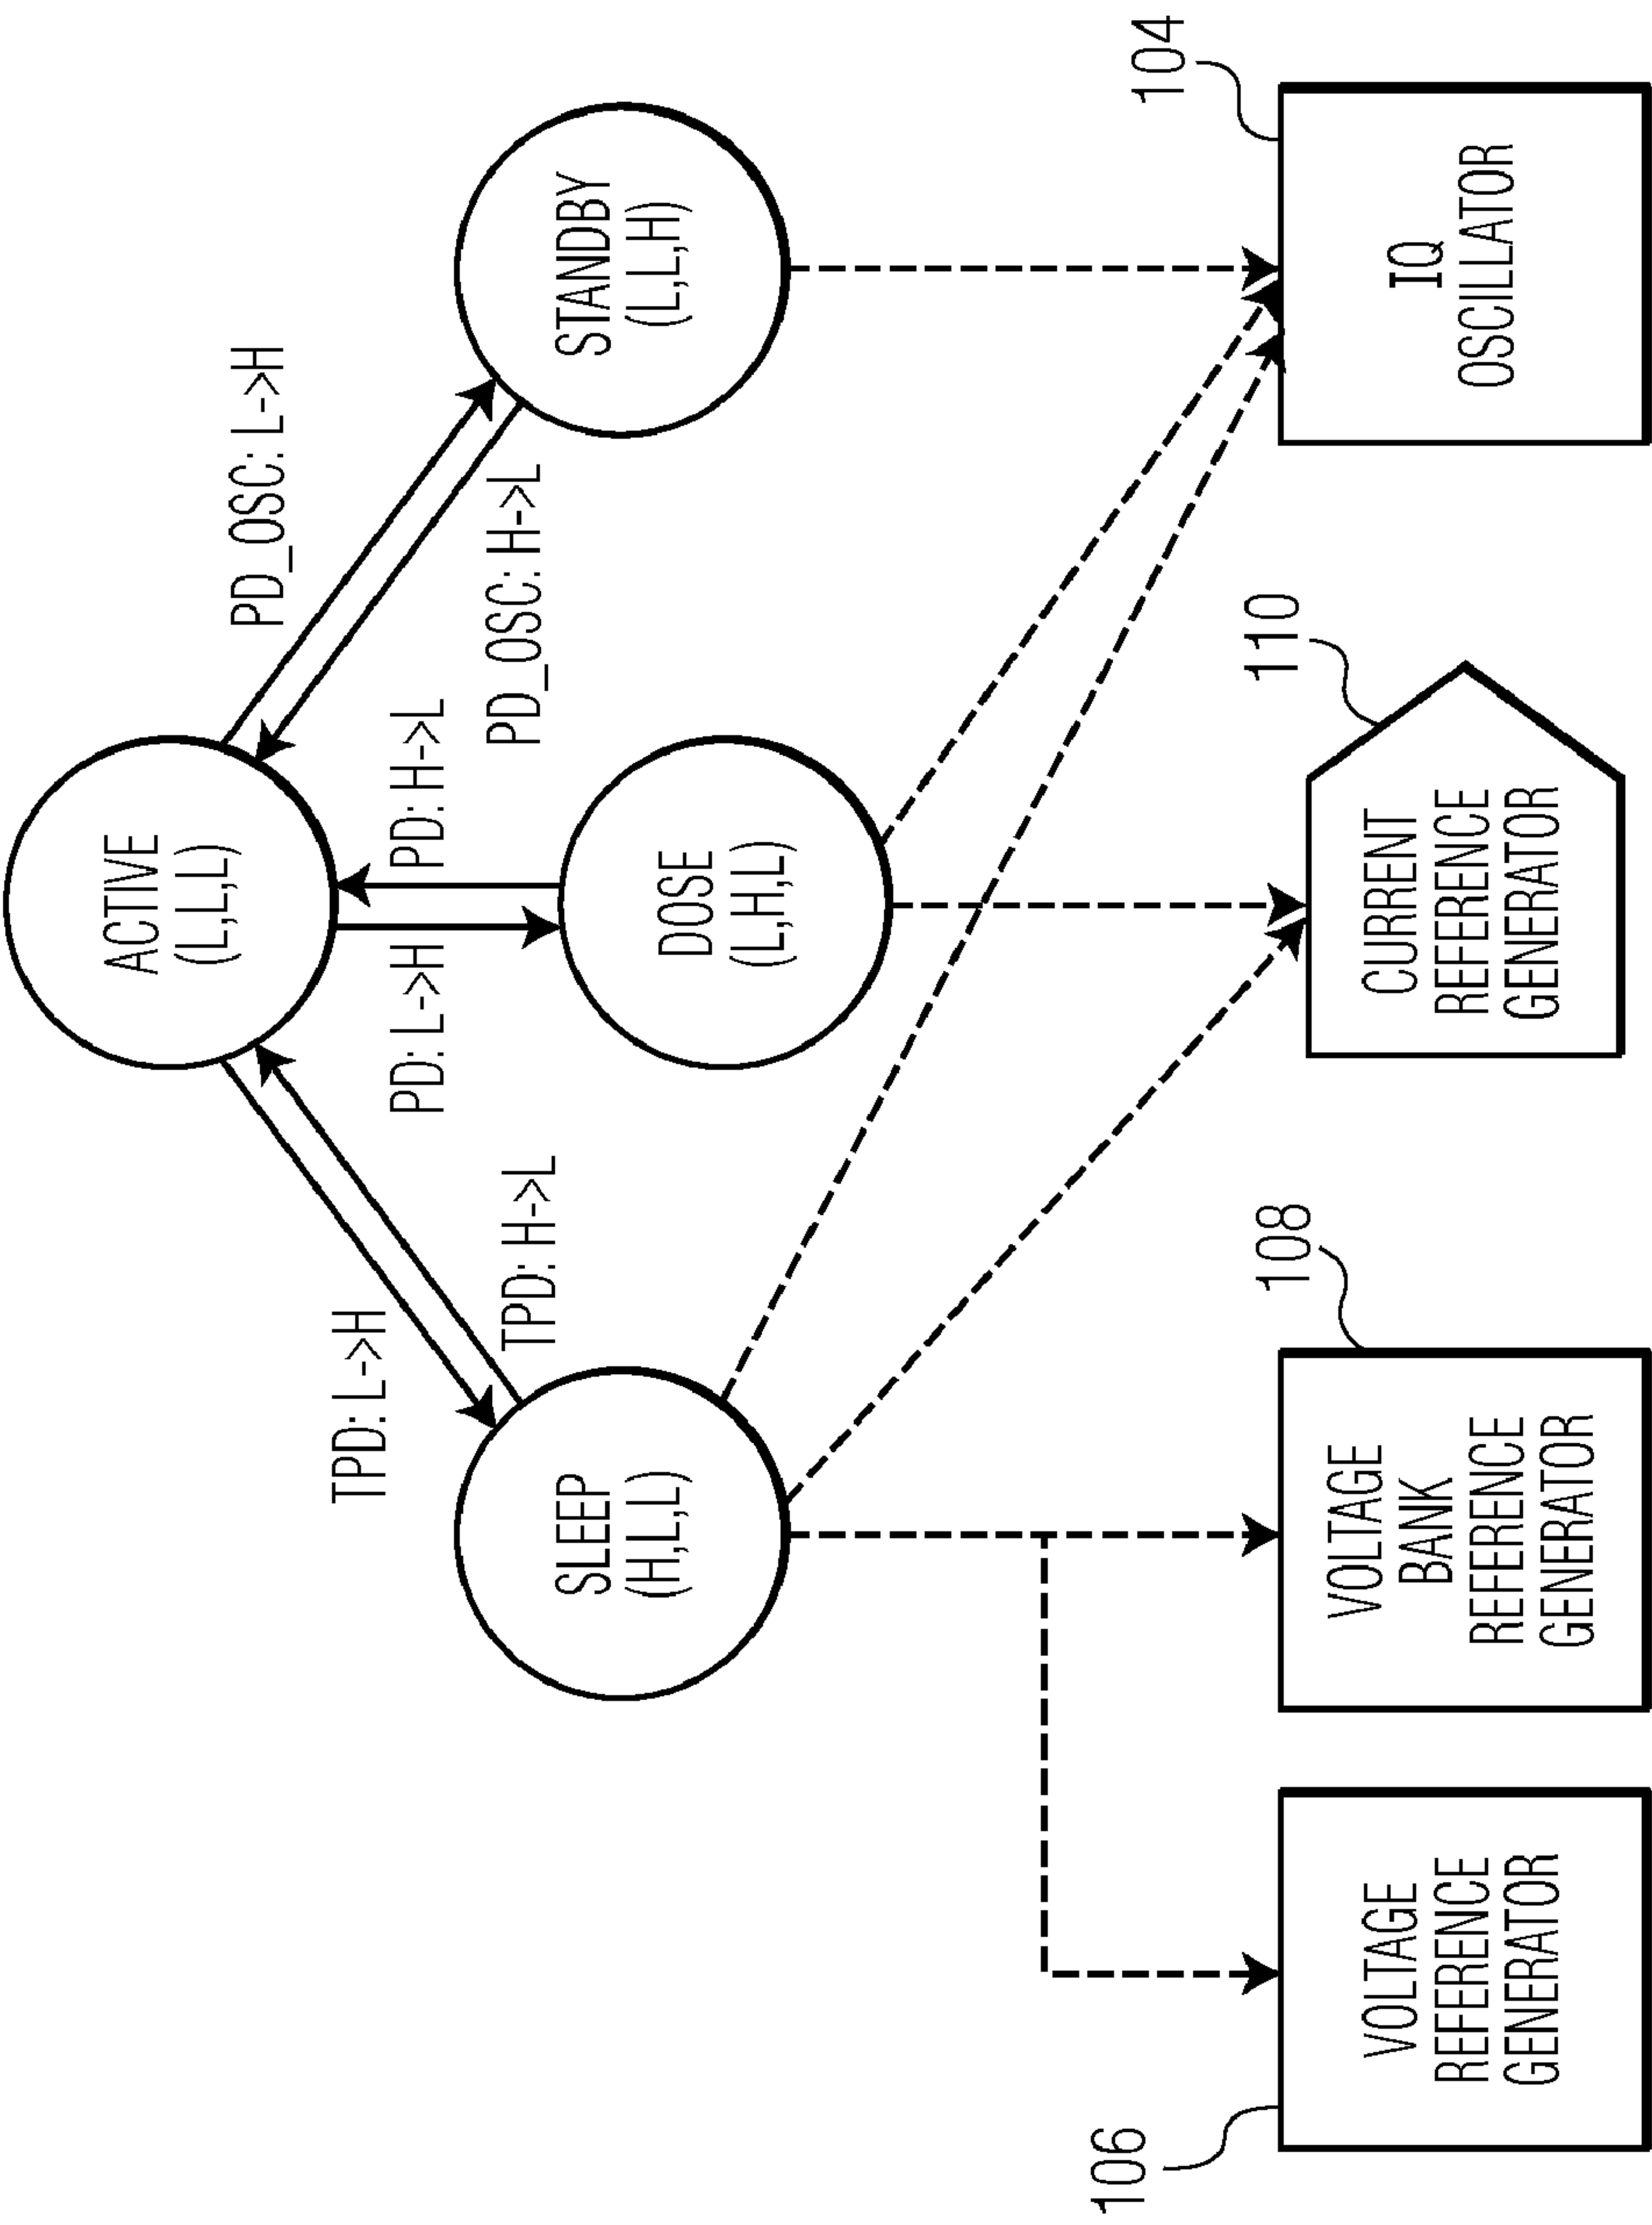 ACTIVE
(L,L,L)
TPD: L->H
TPD: H->L
PD: L->H
PD: H->L
PD_OSC: L->H
PD_OSC: H->L
SLEEP
(H,L,L)
DOSE
(L,H,L)
STANDBY
(L,L,H)
106
VOLTAGE
REFERENCE
GENERATOR
108
VOLTAGE
BANK
REFERENCE
GENERATOR
110
CURRENT
REFERENCE
GENERATOR
104
IQ
OSCILLATOR